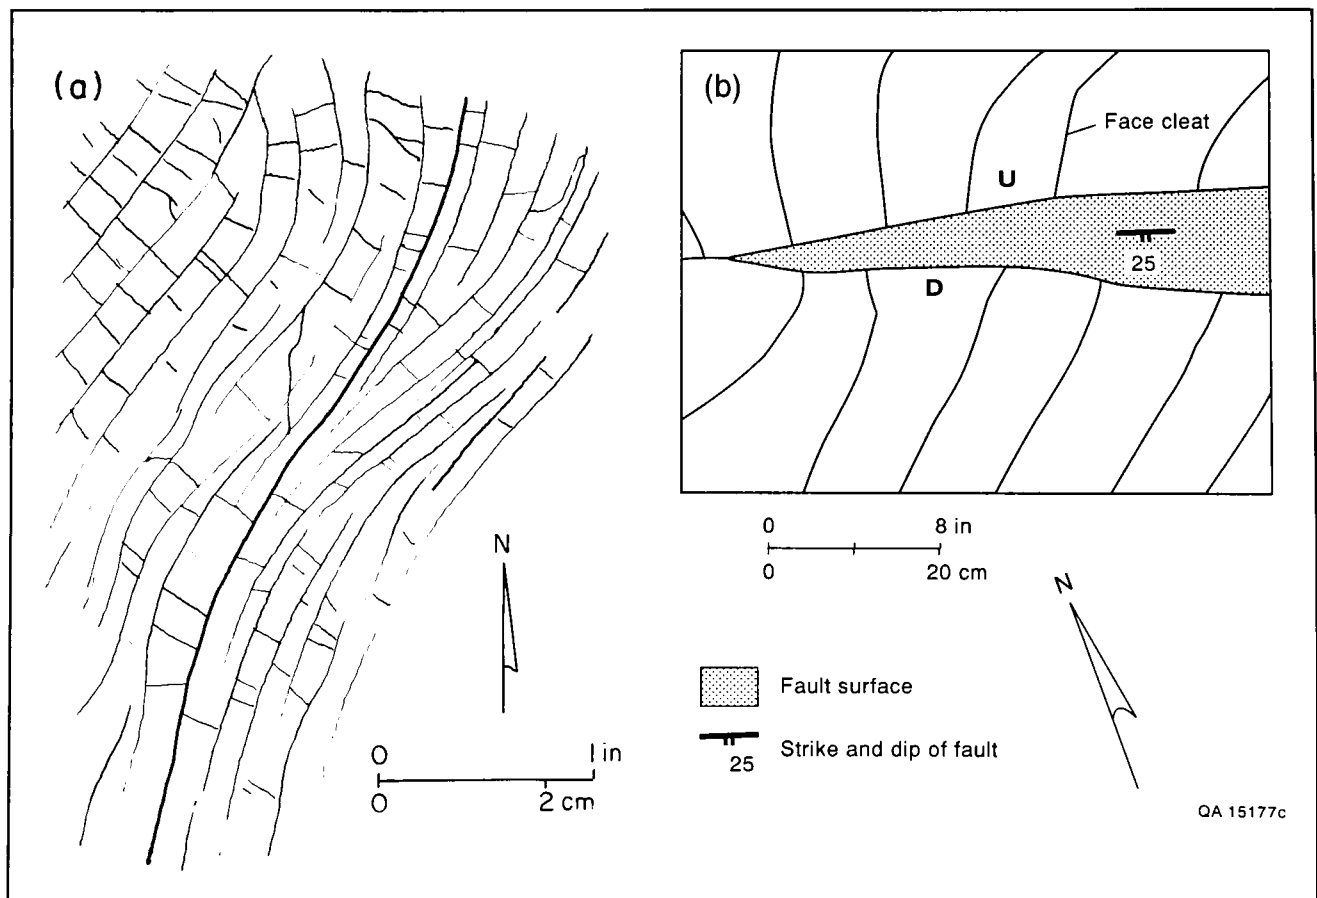 (a)
N
0 1 in
0 2 cm
(b)
Face cleat
U
25
D
0 8 in
0 20 cm
N
Fault surface
25 Strike and dip of fault
QA 15177c